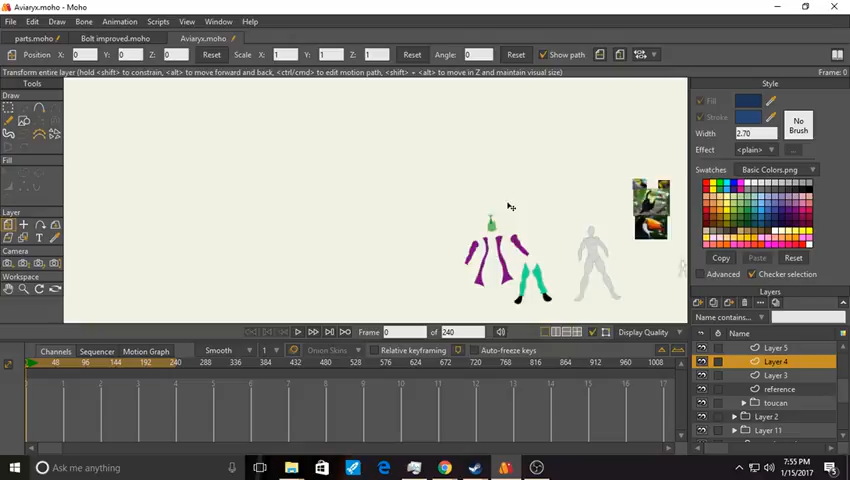 Aviaryx.moho - Moho
File Edit Draw Bone Animation Scripts View Window Help
parts.moho Bolt improved.moho Aviaryx.moho
Position X: 0 Y: 0 Z: 0 Reset Scale X: 1 Y: 1 Z: 1 Reset Angle: 0 Reset Show path
Transform entire layer (hold <shift> to constrain, <alt> to move forward and back, <ctrl/cmd> to edit motion path, <shift> + <alt> to move in Z and maintain visual size) Frame: 0
Tools
Draw
Fill
Layer
Camera
Workspace
Style
Fill
Stroke
No Brush
Width 2.70
Effect <plain> ...
Swatches Basic Colors.png
Copy Paste Reset
Advanced Checker selection
Layers
Name contains...
Name
Layer 5
Layer 4
Layer 3
reference
toucan
Layer 2
Layer 11
Frame 0 of 240 Display Quality
Channels Sequencer Motion Graph Smooth 1 Onion Skins Relative keyframing Auto-freeze keys
48 96 144 192 240 288 336 384 432 480 528 576 624 672 720 768 816 864 912 960 1008
1 2 3 4 5 6 7 8 9 10 11 12 13 14 15 16 17
Ask me anything
7:55 PM
1/15/2017